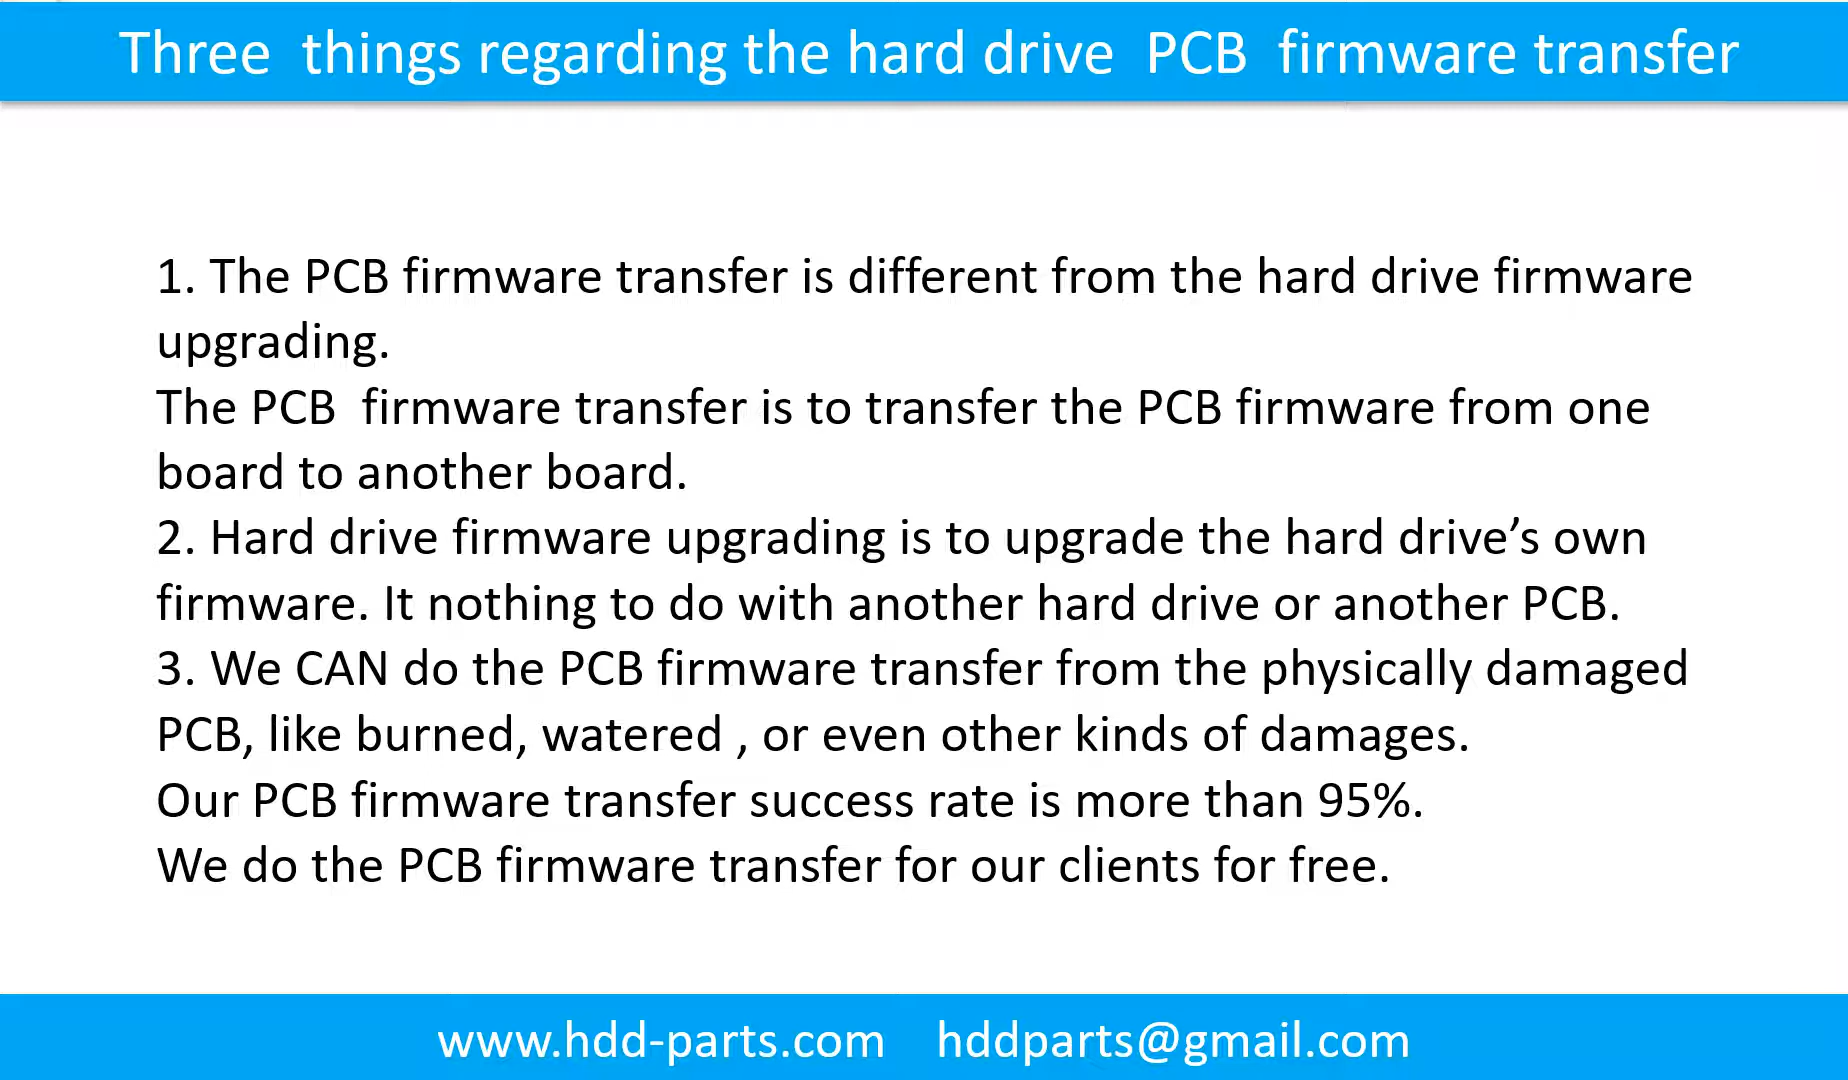 Three things regarding the hard drive PCB firmware transfer
1. The PCB firmware transfer is different from the hard drive firmware
upgrading.
The PCB firmware transfer is to transfer the PCB firmware from one
board to another board.
2. Hard drive firmware upgrading is to upgrade the hard drive’s own
firmware. It nothing to do with another hard drive or another PCB.
3. We CAN do the PCB firmware transfer from the physically damaged
PCB, like burned, watered , or even other kinds of damages.
Our PCB firmware transfer success rate is more than 95%.
We do the PCB firmware transfer for our clients for free.
www.hdd-parts.com hddparts@gmail.com